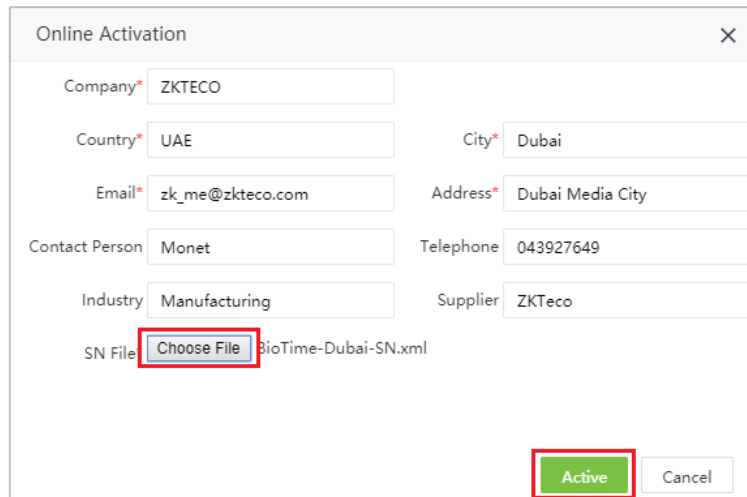 Online Activation
Company* ZKTECO
Country* UAE City* Dubai
Email* zk_me@zkteco.com Address* Dubai Media City
Contact Person Monet Telephone 043927649
Industry Manufacturing Supplier ZKTeco
SN File* Choose File BioTime-Dubai-SN.xml
Active Cancel